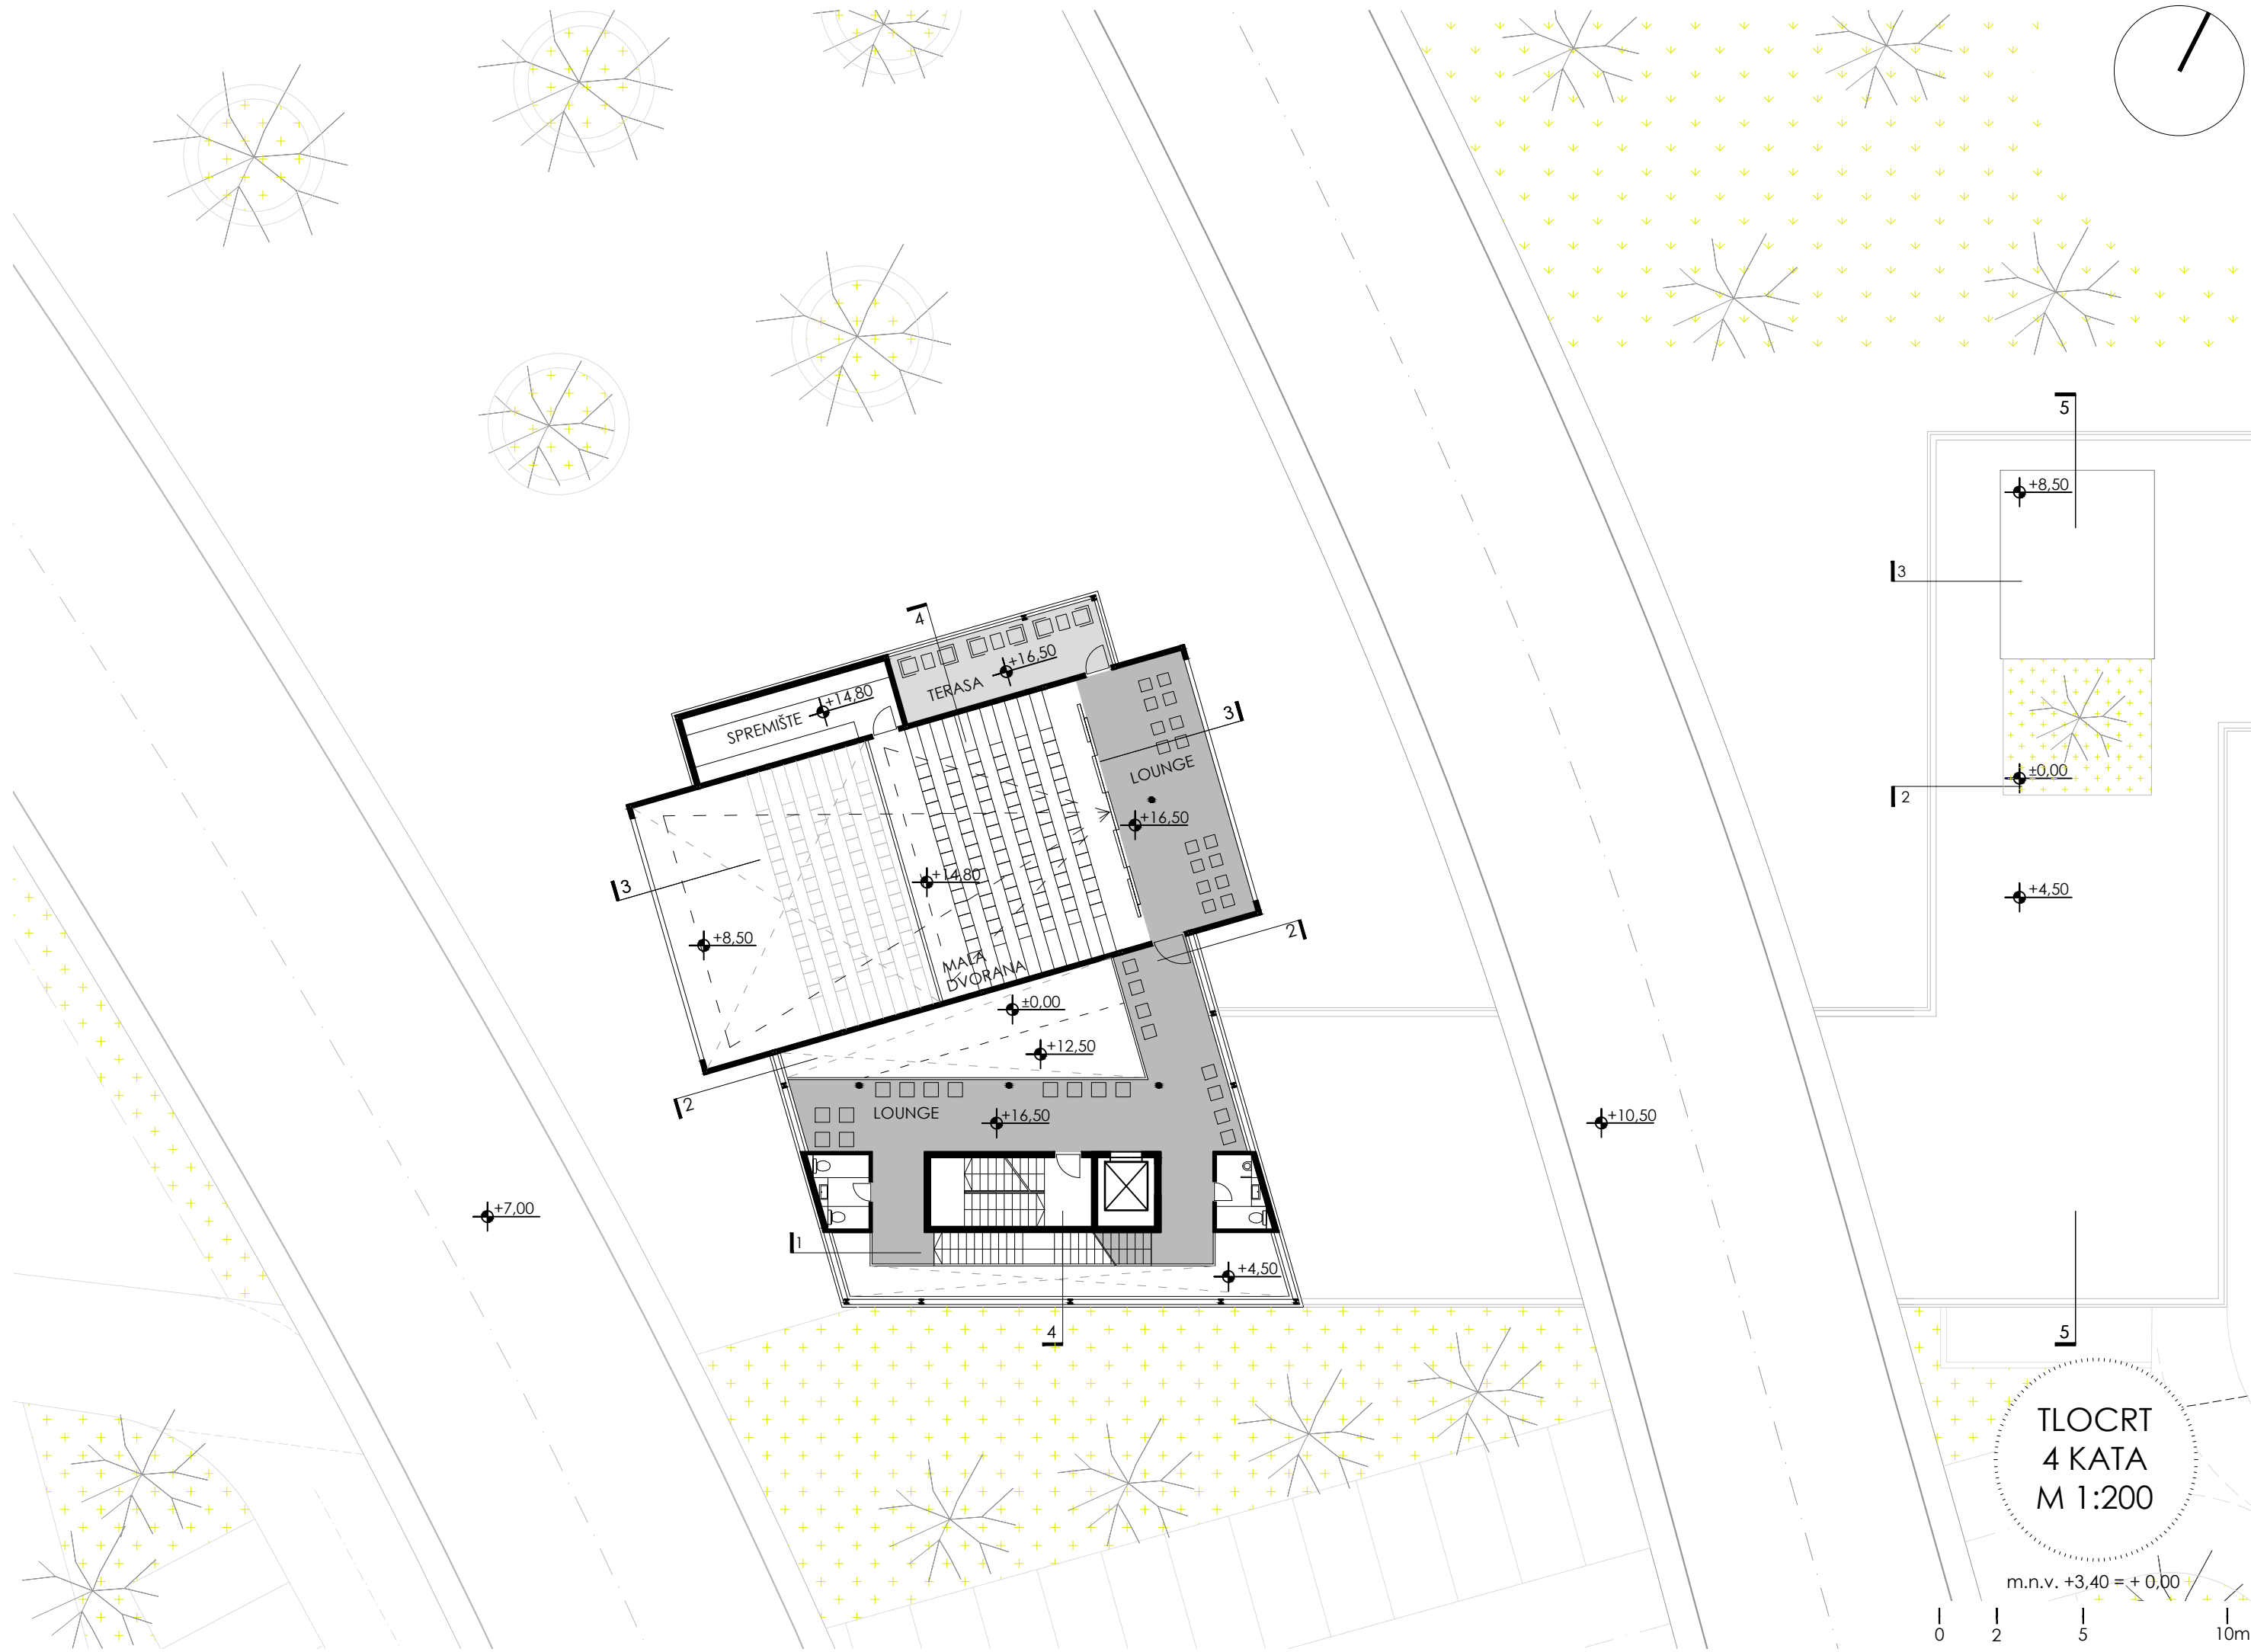 5
+8,50
3
4
+16,50
TERASA
+14,80
SPREMIŠTE
3
LOUNGE
±0,00
2
+16,50
+14,80
3
+4,50
2
+8,50
MALA
DVORANA
±0,00
+12,50
2
LOUNGE
+16,50
+10,50
+7,00
1
+4,50
4
5
TLOCRT
4 KATA
M 1:200
m.n.v. +3,40 = + 0,00
0 2 5 10m